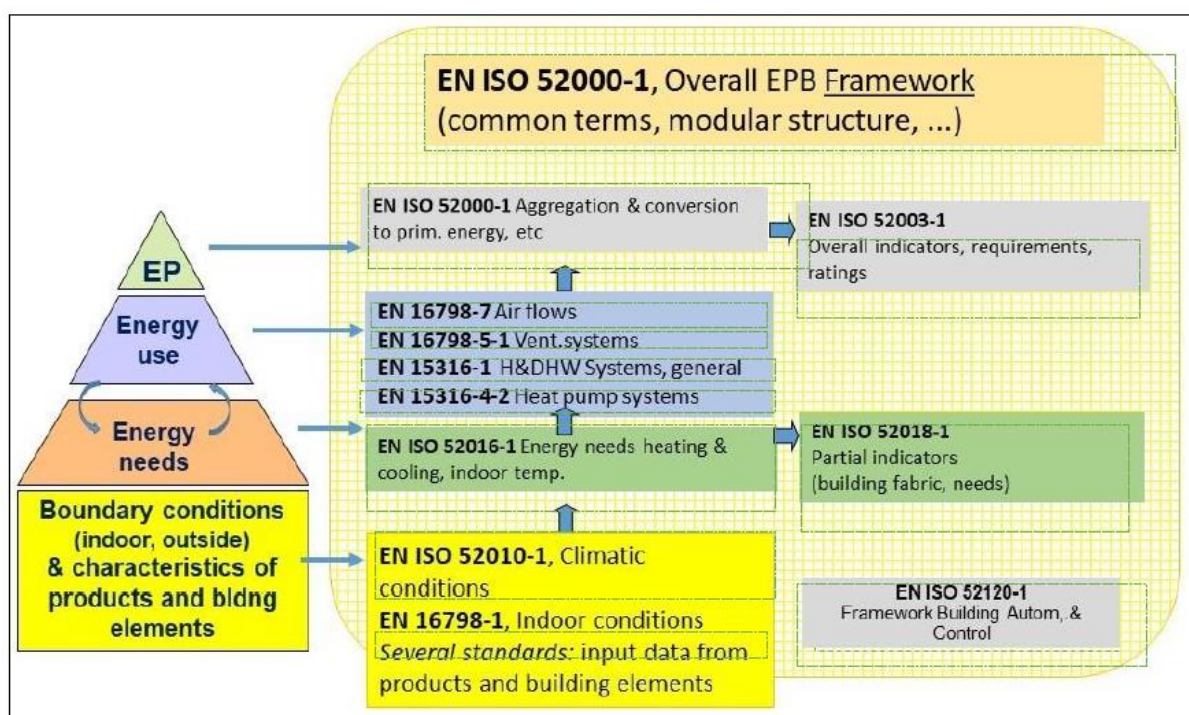 EN ISO 52000-1, Overall EPB Framework
(common terms, modular structure, ...)
EN ISO 52000-1 Aggregation & conversion
to prim. energy, etc
EN ISO 52003-1
Overall indicators, requirements,
ratings
EP
Energy
use
EN 16798-7 Air flows
EN 16798-5-1 Vent.systems
EN 15316-1 H&DHW Systems, general
EN 15316-4-2 Heat pump systems
Energy
needs
EN ISO 52016-1 Energy needs heating &
cooling, indoor temp.
EN ISO 52018-1
Partial indicators
(building fabric, needs)
Boundary conditions
(indoor, outside)
& characteristics of
products and bldng
elements
EN ISO 52010-1, Climatic
conditions
EN 16798-1, Indoor conditions
Several standards: input data from
products and building elements
EN ISO 52120-1
Framework Building Autom, &
Control